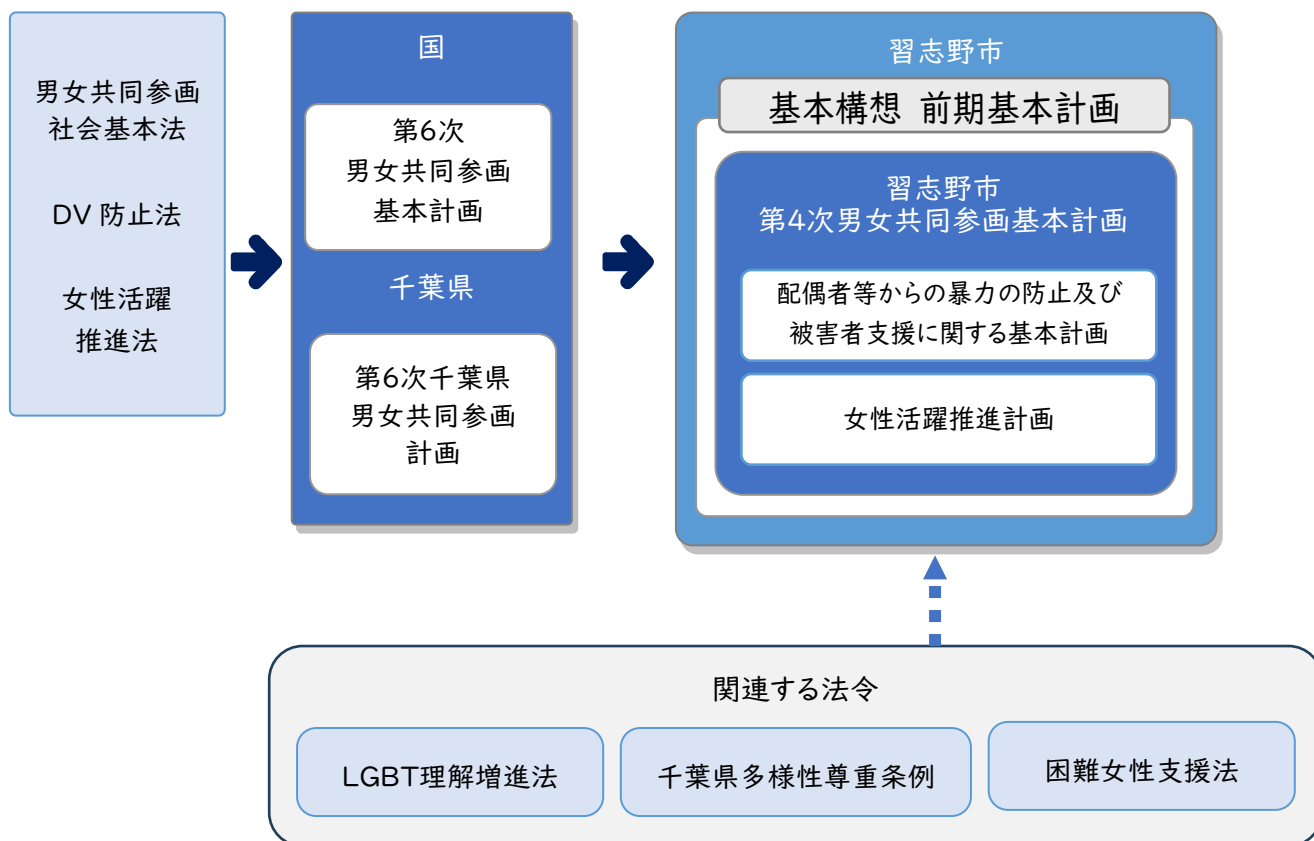 男女共同参画
社会基本法
DV 防止法
女性活躍
推進法
国
第6次
男女共同参画
基本計画
千葉県
第6次千葉県
男女共同参画
計画
習志野市
基本構想 前期基本計画
習志野市
第4次男女共同参画基本計画
配偶者等からの暴力の防止及び
被害者支援に関する基本計画
女性活躍推進計画
関連する法令
LGBT理解増進法
千葉県多様性尊重条例
困難女性支援法